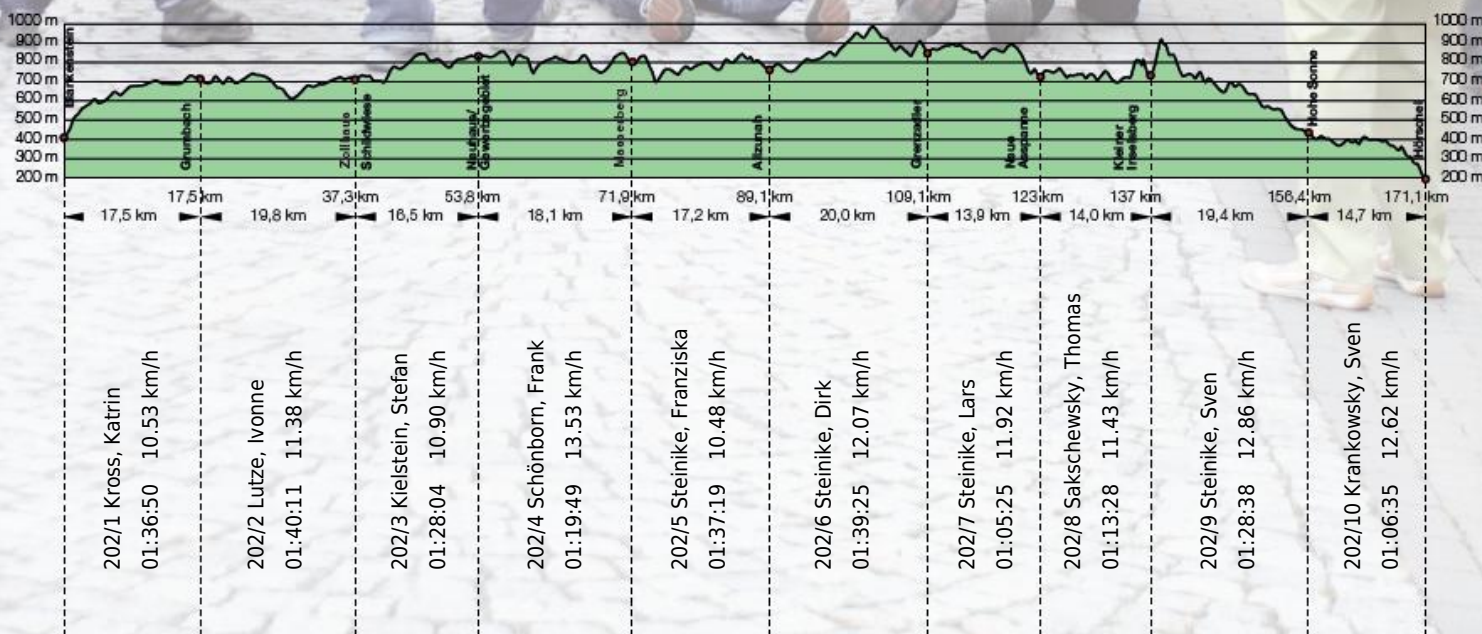 1000 m
900 m
800 m
700 m
600 m
500 m
400 m
300 m
200 m
1000 m
900 m
800 m
700 m
600 m
500 m
400 m
300 m
200 m
Blankenstein
Grumbach
Zollhaus
Schildwiese
Neuhaus/
Masserberg
Allzunah
Grenzadler
Neue
Ausspanne
Kleiner
Inselsberg
Hohe Sonne
Hörschel
17,5 km 37,3 km 53,8 km 71,9 km 89,1 km 109,1 km 123 km 137 km 156,4 km 171,1 km
17,5 km 19,8 km 16,5 km 18,1 km 17,2 km 20,0 km 13,9 km 14,0 km 19,4 km 14,7 km
202/1 Kross, Katrin
01:36:50 10.53 km/h
202/2 Lutze, Ivonne
01:40:11 11.38 km/h
202/3 Kielstein, Stefan
01:28:04 10.90 km/h
202/4 Schönborn, Frank
01:19:49 13.53 km/h
202/5 Steinike, Franziska
01:37:19 10.48 km/h
202/6 Steinike, Dirk
01:39:25 12.07 km/h
202/7 Steinike, Lars
01:05:25 11.92 km/h
202/8 Sakschewsky, Thomas
01:13:28 11.43 km/h
202/9 Steinike, Sven
01:28:38 12.86 km/h
202/10 Krankowsky, Sven
01:06:35 12.62 km/h